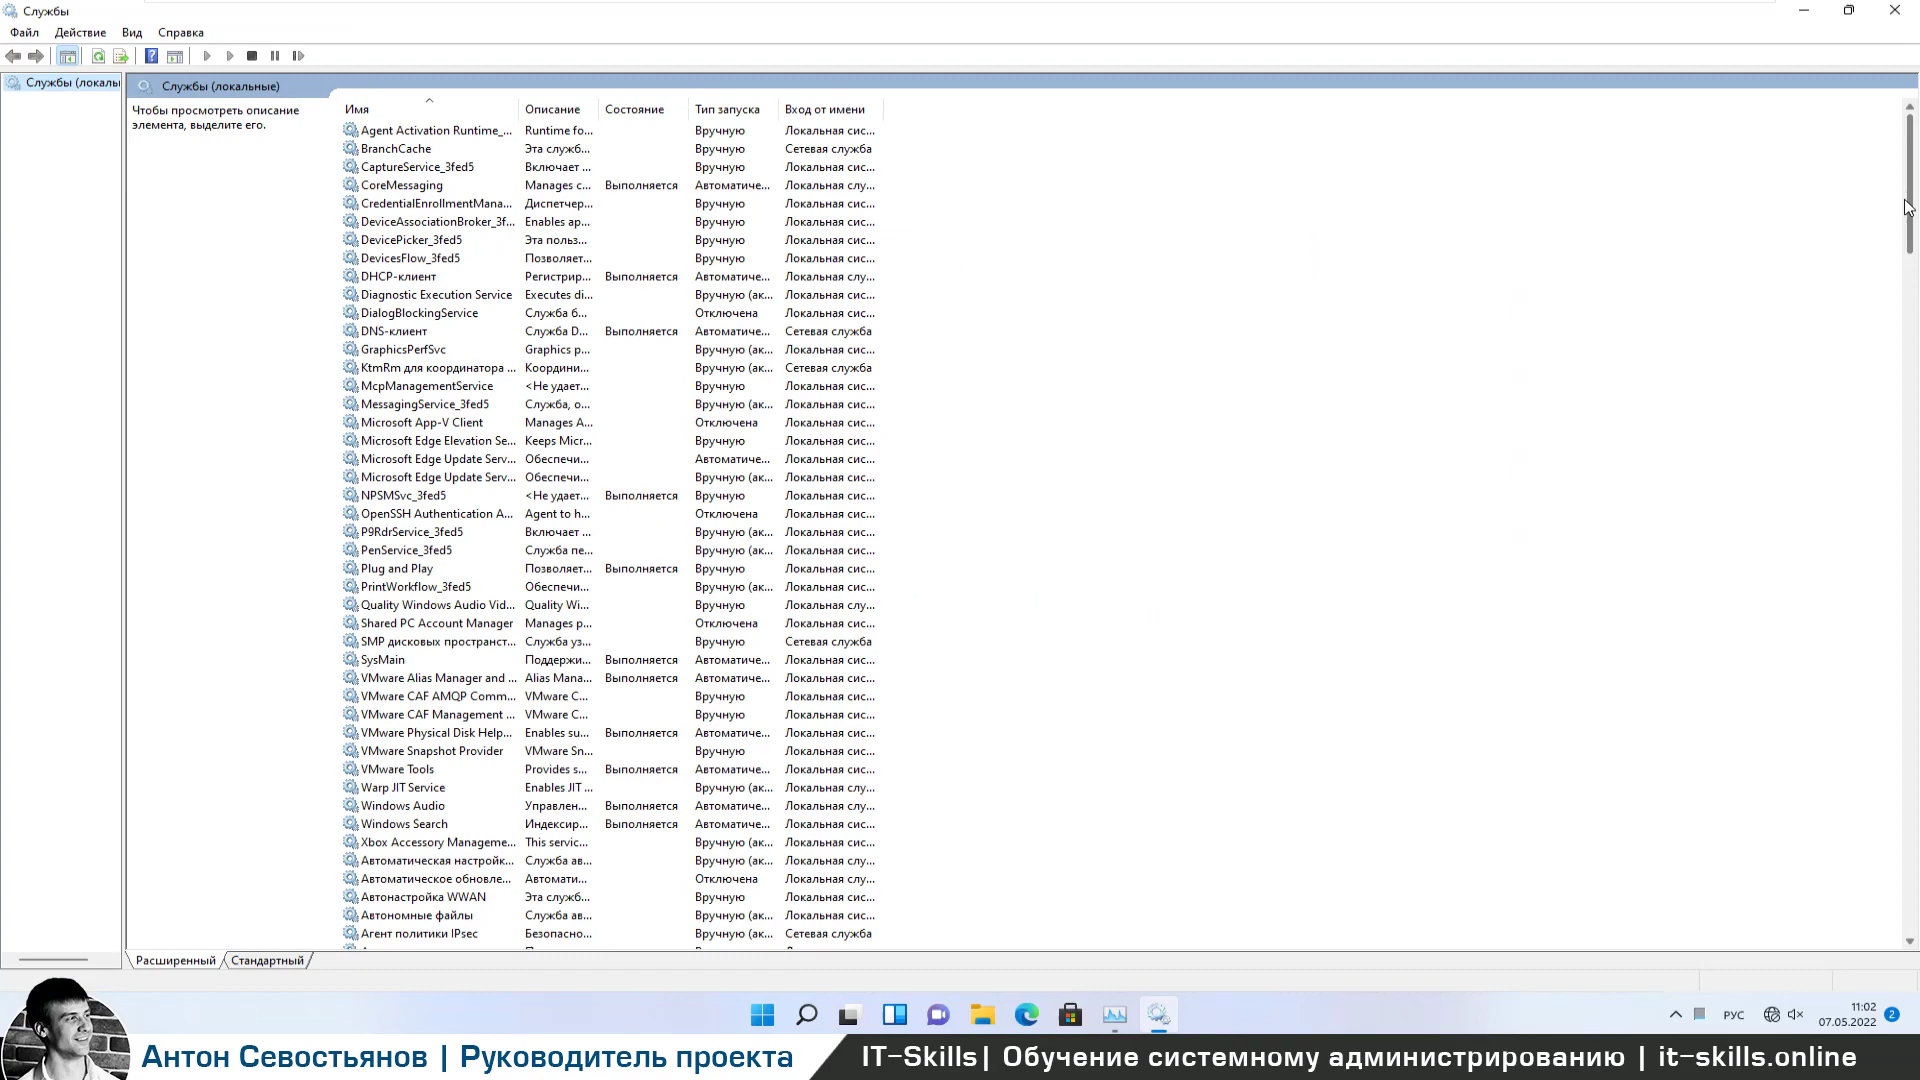 Службы
Файл Действие Вид Справка
Службы (локаль
Службы (локальные)
Чтобы просмотреть описание
элемента, выделите его.
Имя Описание Состояние Тип запуска Вход от имени
Agent Activation Runtime_... Runtime fo... Вручную Локальная сис...
BranchCache Эта служб... Вручную Сетевая служба
CaptureService_3fed5 Включает ... Вручную Локальная сис...
CoreMessaging Manages c... Выполняется Автоматиче... Локальная слу...
CredentialEnrollmentMana... Диспетчер... Вручную Локальная сис...
DeviceAssociationBroker_3f... Enables ap... Вручную Локальная сис...
DevicePicker_3fed5 Эта польз... Вручную Локальная сис...
DevicesFlow_3fed5 Позволяет... Вручную Локальная сис...
DHCP-клиент Регистрир... Выполняется Автоматиче... Локальная слу...
Diagnostic Execution Service Executes di... Вручную (ак... Локальная сис...
DialogBlockingService Служба б... Отключена Локальная сис...
DNS-клиент Служба D... Выполняется Автоматиче... Сетевая служба
GraphicsPerfSvc Graphics p... Вручную (ак... Локальная сис...
KtmRm для координатора ... Координи... Вручную (ак... Сетевая служба
McpManagementService <Не удает... Вручную Локальная сис...
MessagingService_3fed5 Служба, о... Вручную (ак... Локальная сис...
Microsoft App-V Client Manages A... Отключена Локальная сис...
Microsoft Edge Elevation Se... Keeps Micr... Вручную Локальная сис...
Microsoft Edge Update Serv... Обеспечи... Автоматиче... Локальная сис...
Microsoft Edge Update Serv... Обеспечи... Вручную (ак... Локальная сис...
NPSMSvc_3fed5 <Не удает... Выполняется Вручную Локальная сис...
OpenSSH Authentication A... Agent to h... Отключена Локальная сис...
P9RdrService_3fed5 Включает ... Вручную (ак... Локальная сис...
PenService_3fed5 Служба пе... Вручную (ак... Локальная сис...
Plug and Play Позволяет... Выполняется Вручную Локальная сис...
PrintWorkflow_3fed5 Обеспечи... Вручную (ак... Локальная сис...
Quality Windows Audio Vid... Quality Wi... Вручную Локальная слу...
Shared PC Account Manager Manages p... Отключена Локальная сис...
SMP дисковых пространст... Служба уз... Вручную Сетевая служба
SysMain Поддержи... Выполняется Автоматиче... Локальная сис...
VMware Alias Manager and ... Alias Mana... Выполняется Автоматиче... Локальная сис...
VMware CAF AMQP Comm... VMware C... Вручную Локальная сис...
VMware CAF Management ... VMware C... Вручную Локальная сис...
VMware Physical Disk Help... Enables su... Выполняется Автоматиче... Локальная сис...
VMware Snapshot Provider VMware Sn... Вручную Локальная сис...
VMware Tools Provides s... Выполняется Автоматиче... Локальная сис...
Warp JIT Service Enables JIT ... Вручную (ак... Локальная слу...
Windows Audio Управлен... Выполняется Автоматиче... Локальная слу...
Windows Search Индексир... Выполняется Автоматиче... Локальная сис...
Xbox Accessory Manageme... This servic... Вручную (ак... Локальная сис...
Автоматическая настройк... Служба ав... Вручную (ак... Локальная слу...
Автоматическое обновле... Автомати... Отключена Локальная слу...
Автонастройка WWAN Эта служб... Вручную Локальная сис...
Автономные файлы Служба ав... Вручную (ак... Локальная сис...
Агент политики IPsec Безопасно... Вручную (ак... Сетевая служба
Расширенный Стандартный
РУС 11:02 2
07.05.2022
Антон Севостьянов | Руководитель проекта IT-Skills| Обучение системному администрированию | it-skills.online